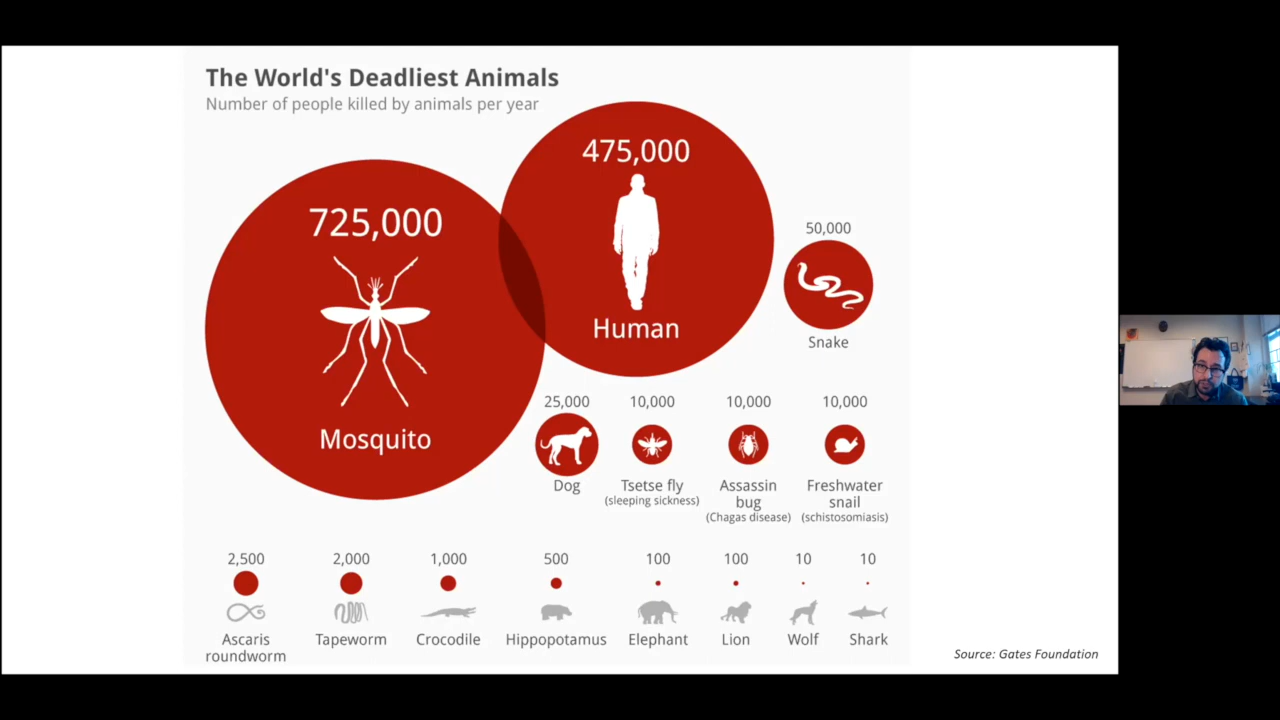 The World's Deadliest Animals
Number of people killed by animals per year
725,000
Mosquito
475,000
Human
50,000
Snake
25,000
Dog
10,000
Tsetse fly
(sleeping sickness)
10,000
Assassin
bug
(Chagas disease)
10,000
Freshwater
snail
(schistosomiasis)
2,500
Ascaris
roundworm
2,000
Tapeworm
1,000
Crocodile
500
Hippopotamus
100
Elephant
100
Lion
10
Wolf
10
Shark
Source: Gates Foundation